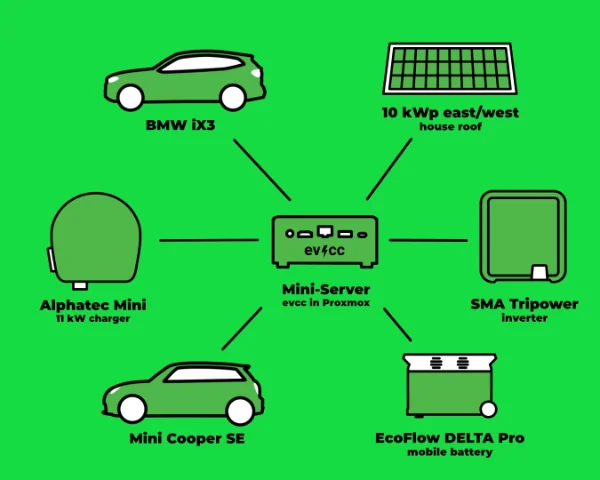 BMW iX3
10 kWp east/west
house roof
evcc
Mini-Server
evcc in Proxmox
Alphatec Mini
11 kW charger
SMA Tripower
inverter
Mini Cooper SE
EcoFlow DELTA Pro
mobile battery